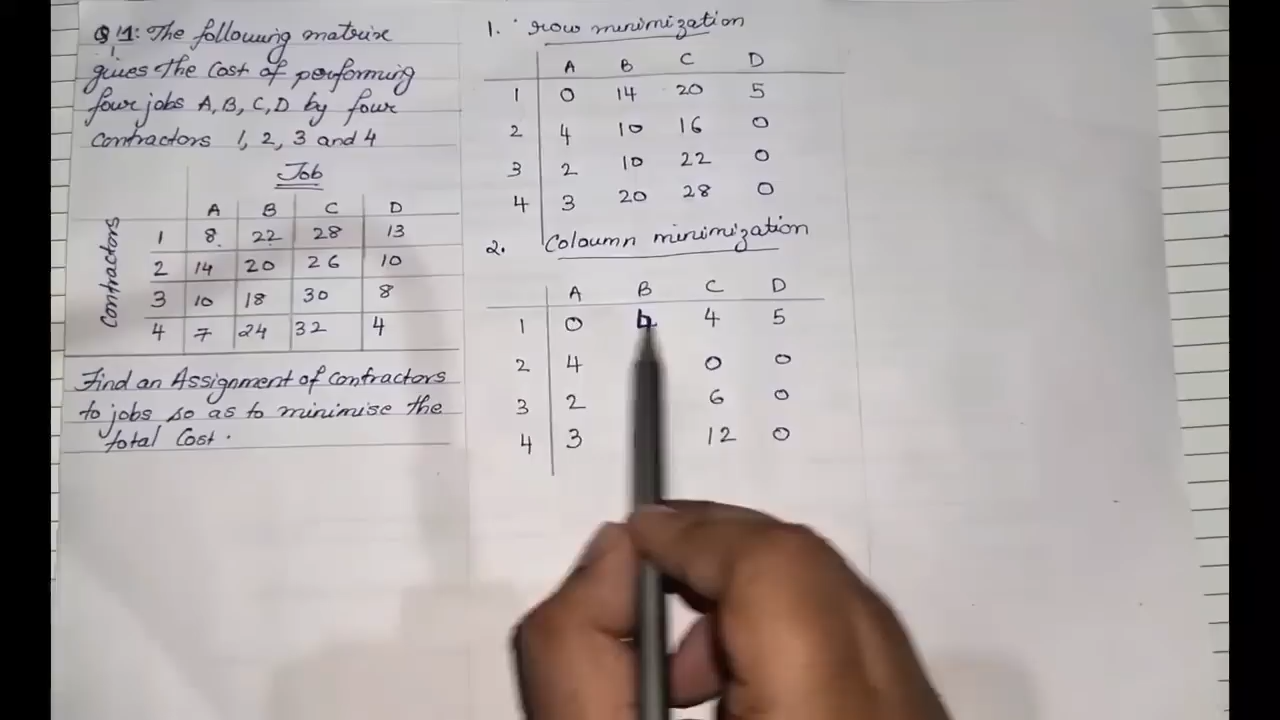 Q 1: The following matrix
gives the Cost of performing
four jobs A, B, C, D by four
Contractors 1, 2, 3 and 4
Job
A B C D
Contractors
1 8 22 28 13
2 14 20 26 10
3 10 18 30 8
4 7 24 32 4
Find an Assignment of contractors
to jobs so as to minimise the
total Cost.
1. row minimization
A B C D
1 0 14 20 5
2 4 10 16 0
3 2 10 22 0
4 3 20 28 0
2. Coloumn minimization
A B C D
1 0 4 4 5
2 4 0 0
3 2 6 0
4 3 12 0